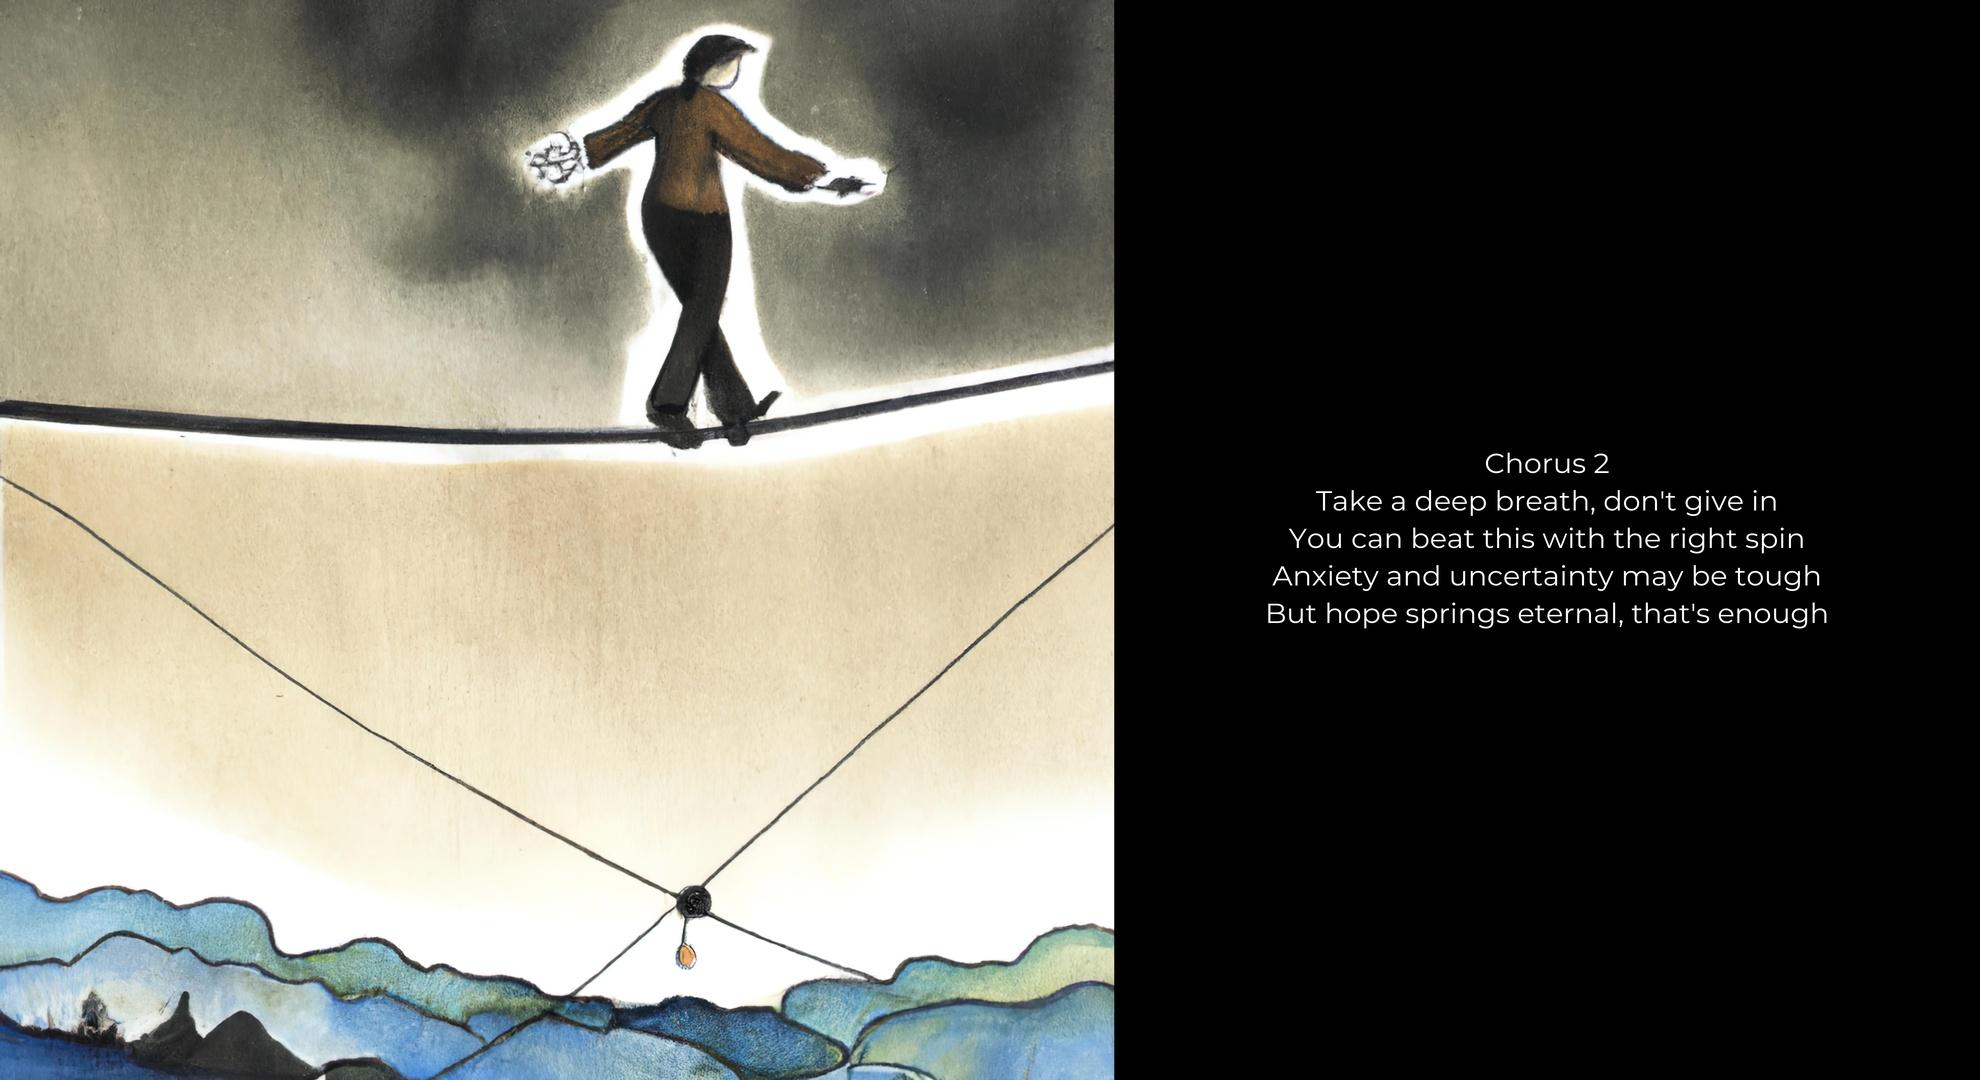 Chorus 2
Take a deep breath, don't give in
You can beat this with the right spin
Anxiety and uncertainty may be tough
But hope springs eternal, that's enough